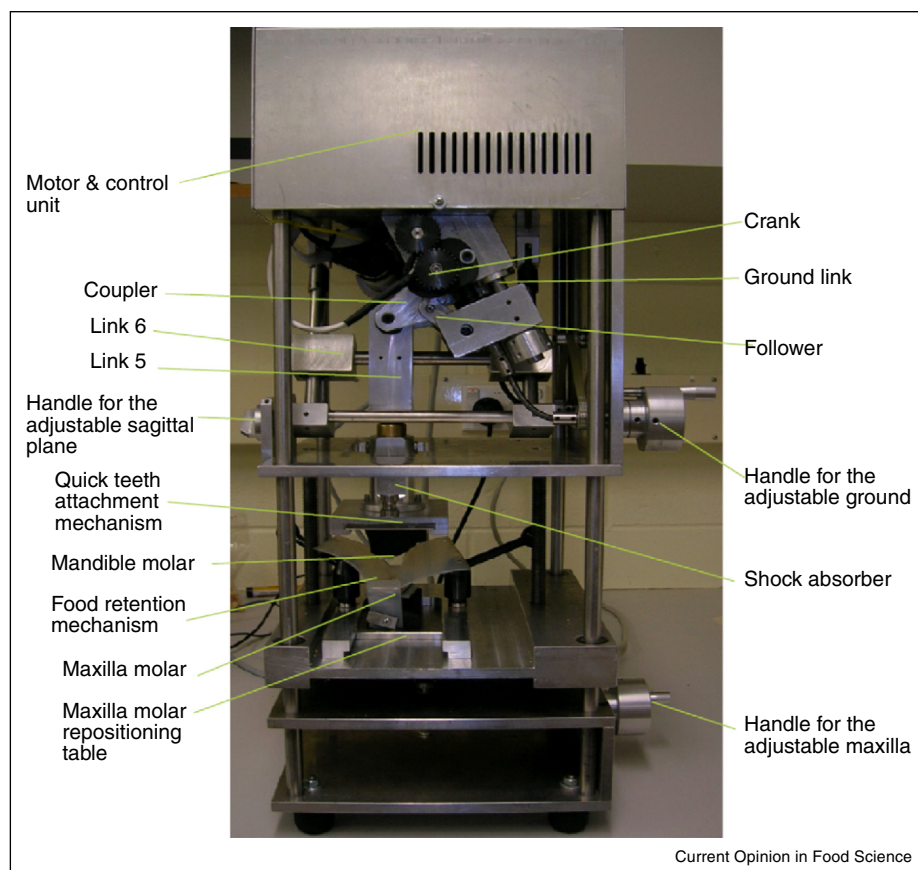 Motor & control
unit
Coupler
Link 6
Link 5
Handle for the
adjustable sagittal
plane
Quick teeth
attachment
mechanism
Mandible molar
Food retention
mechanism
Maxilla molar
Maxilla molar
repositioning
table
Crank
Ground link
Follower
Handle for the
adjustable ground
Shock absorber
Handle for the
adjustable maxilla
Current Opinion in Food Science